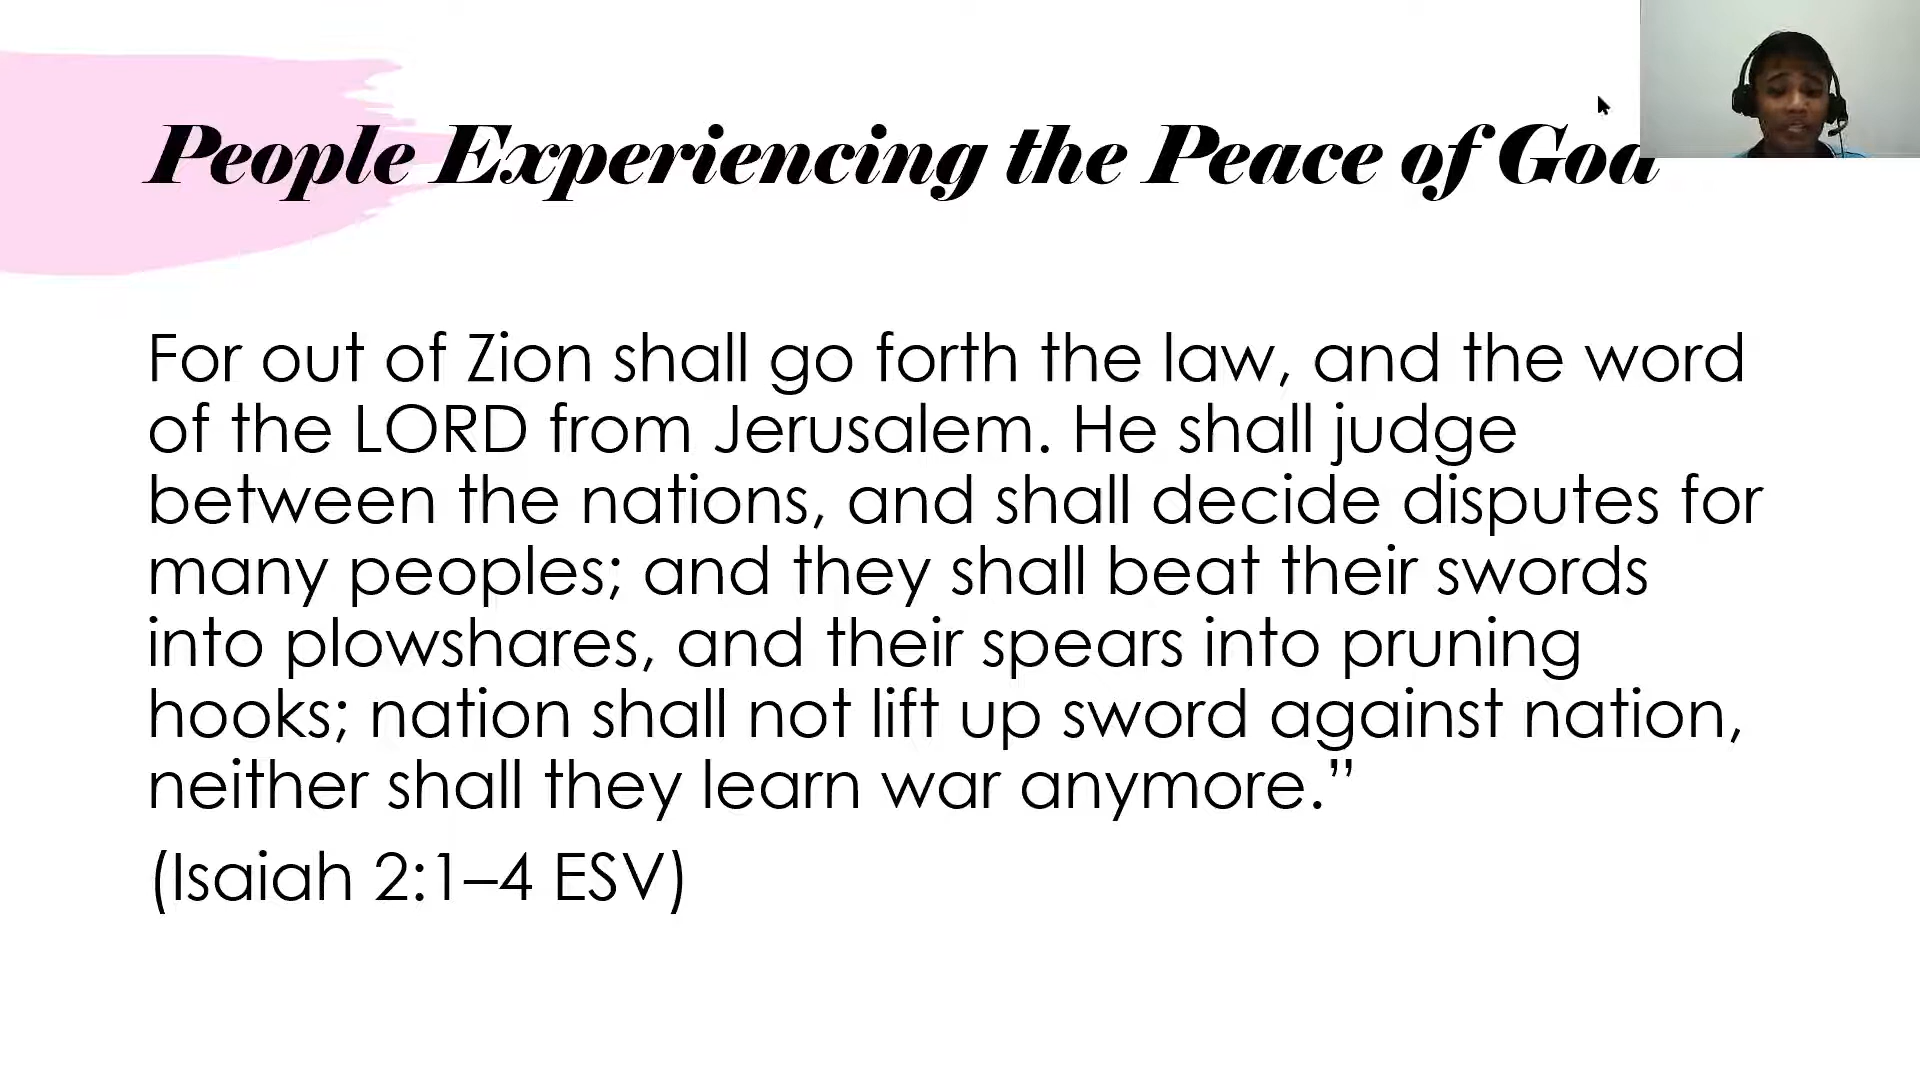 People Experiencing the Peace of God
For out of Zion shall go forth the law, and the word
of the LORD from Jerusalem. He shall judge
between the nations, and shall decide disputes for
many peoples; and they shall beat their swords
into plowshares, and their spears into pruning
hooks; nation shall not lift up sword against nation,
neither shall they learn war anymore.”
(Isaiah 2:1–4 ESV)